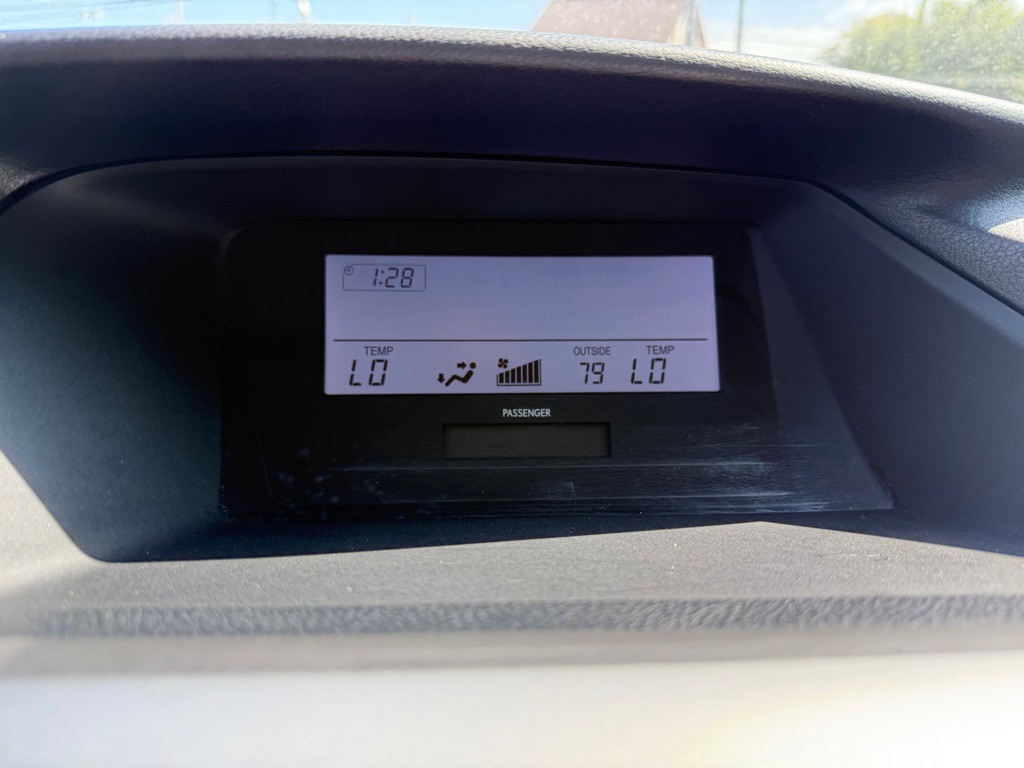 1:28
TEMP OUTSIDE TEMP
LO 79 LO
PASSENGER